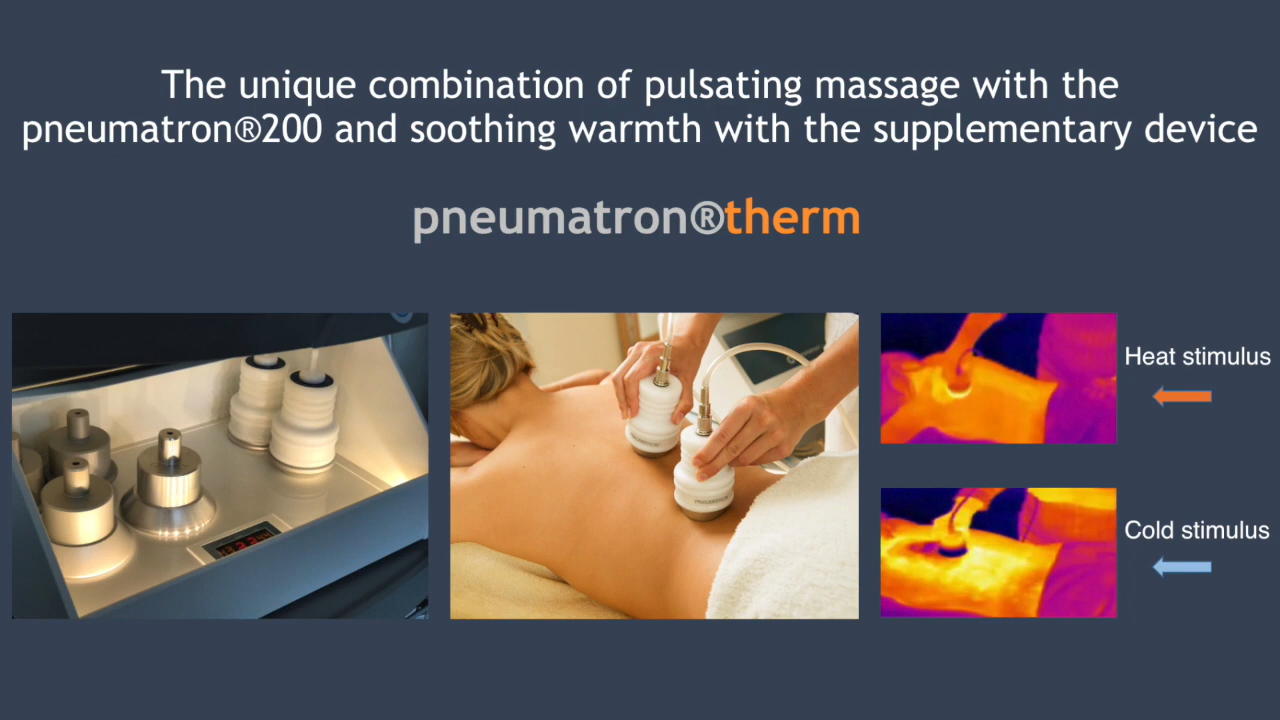 The unique combination of pulsating massage with the
pneumatron®200 and soothing warmth with the supplementary device
pneumatron®therm
Heat stimulus
Cold stimulus